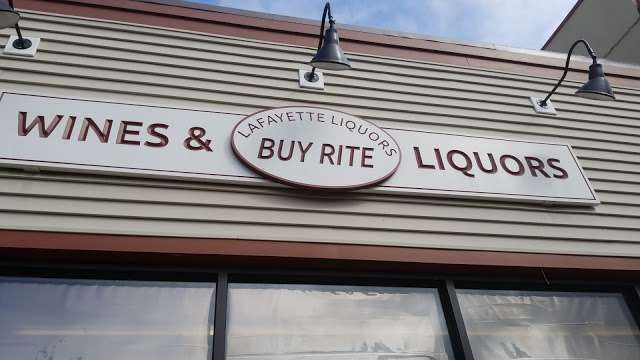 WINES &
LAFAYETTE LIQUORS
BUY RITE
LIQUORS